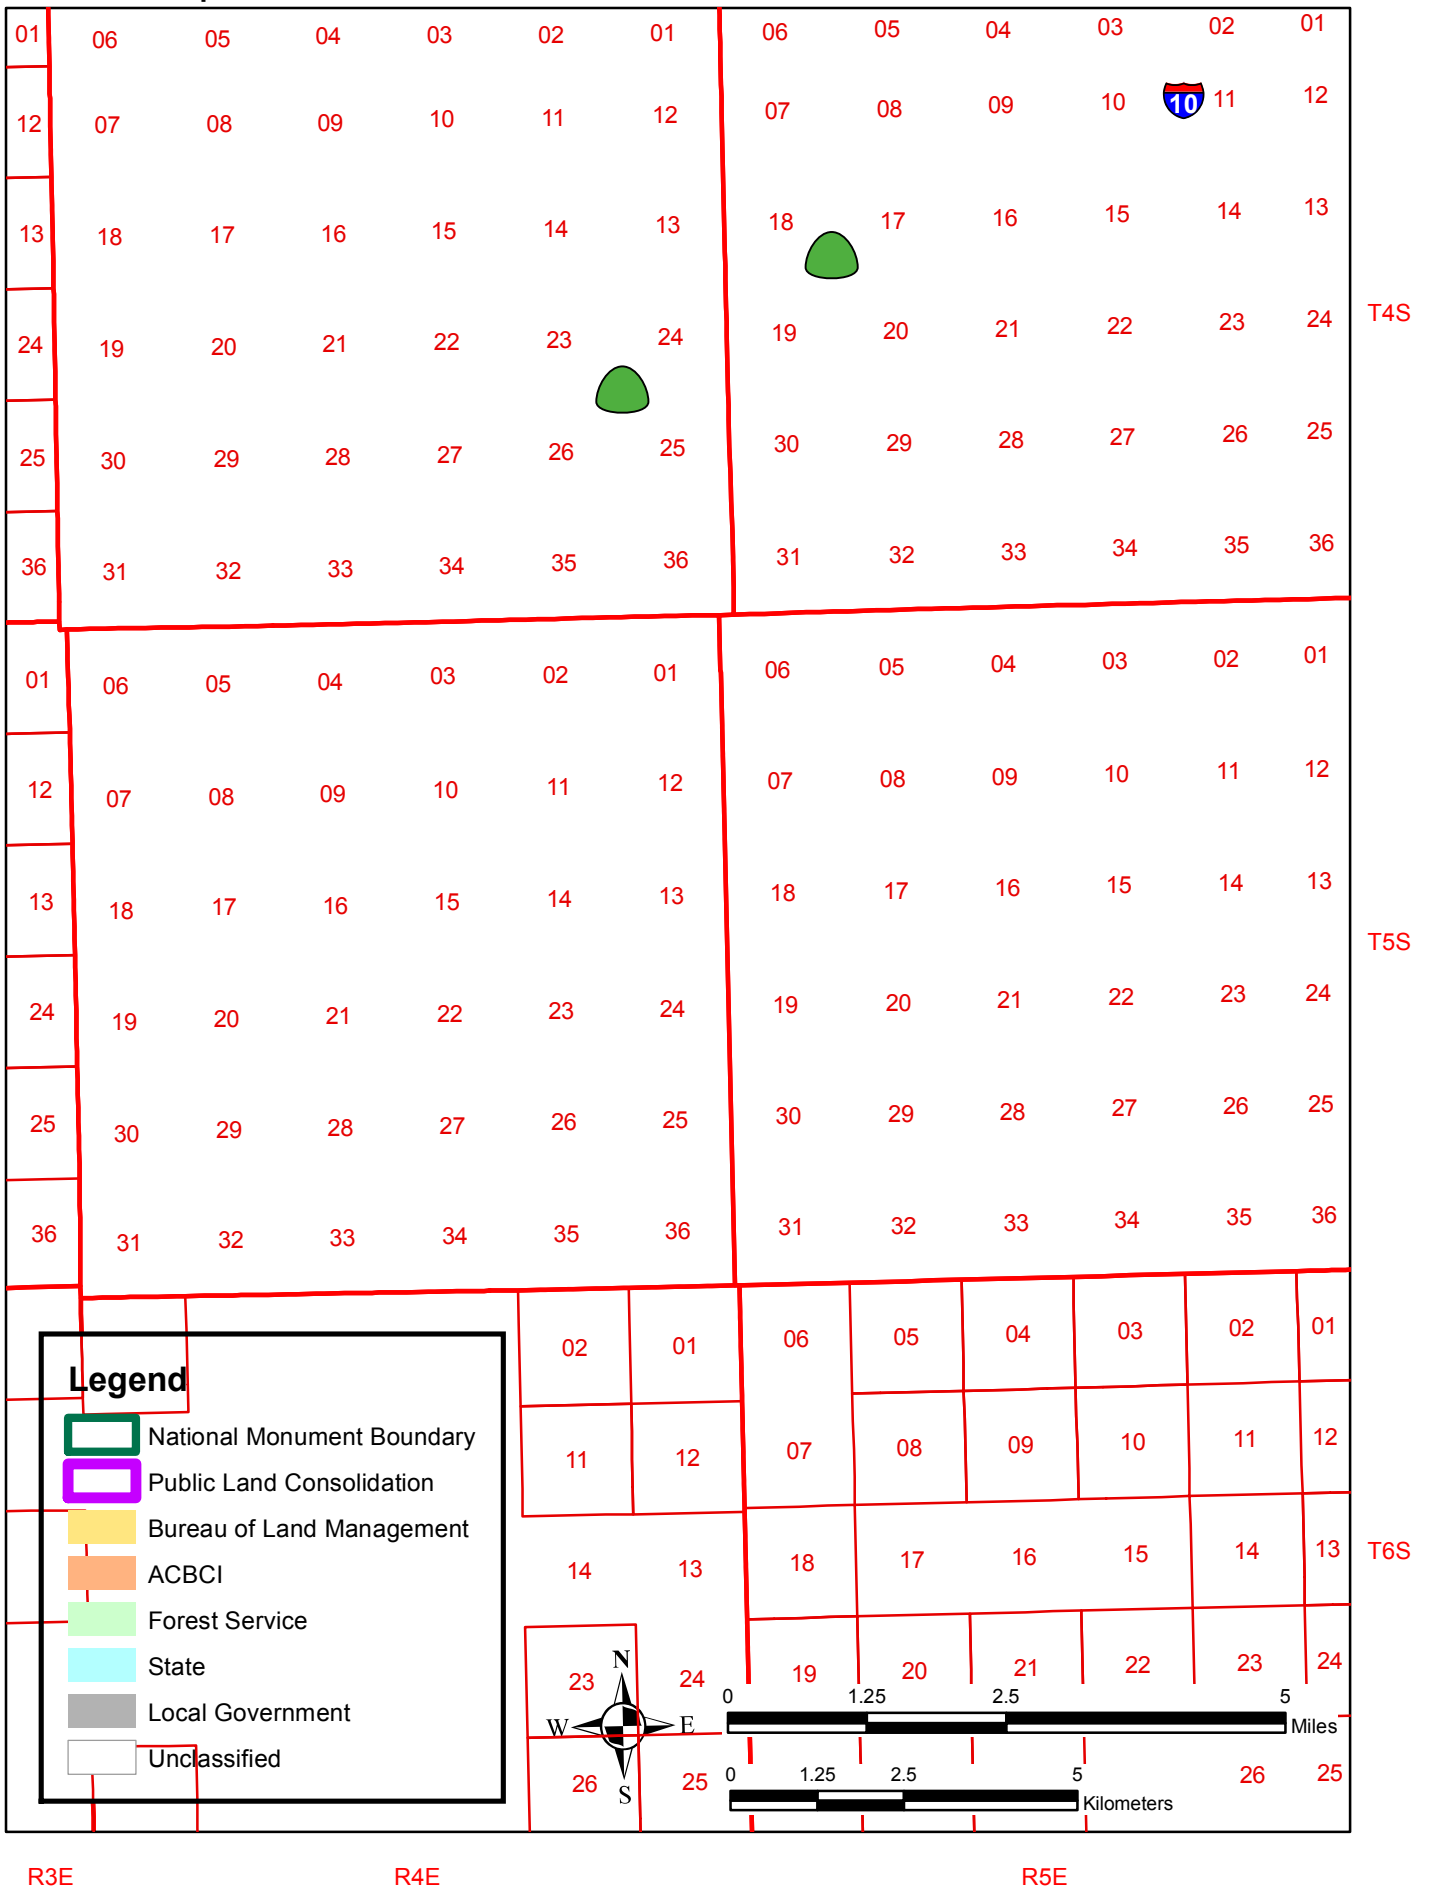 01 06 05 04 03 02 01 06 05 04 03 02 01
12 07 08 09 10 11 12 07 08 09 10 10 11 12
13 18 17 16 15 14 13 18 17 16 15 14 13
T4S
24 19 20 21 22 23 24 19 20 21 22 23 24
25 30 29 28 27 26 25 30 29 28 27 26 25
36 31 32 33 34 35 36 31 32 33 34 35 36
01 06 05 04 03 02 01 06 05 04 03 02 01
12 07 08 09 10 11 12 07 08 09 10 11 12
13 18 17 16 15 14 13 18 17 16 15 14 13
T5S
24 19 20 21 22 23 24 19 20 21 22 23 24
25 30 29 28 27 26 25 30 29 28 27 26 25
36 31 32 33 34 35 36 31 32 33 34 35 36
02 01 06 05 04 03 02 01
11 12 07 08 09 10 11 12
14 13 18 17 16 15 14 13
T6S
23 24 19 20 21 22 23 24
26 25 26 25
Legend
National Monument Boundary
Public Land Consolidation
Bureau of Land Management
ACBCI
Forest Service
State
Local Government
Unclassified
N
W E
S
0 1.25 2.5 5
Miles
0 1.25 2.5 5
Kilometers
R3E R4E R5E